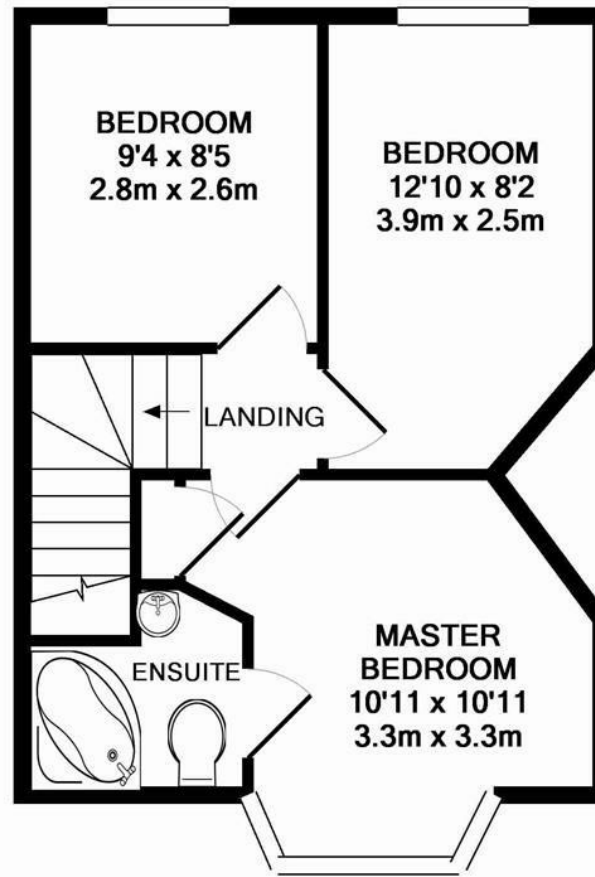 BEDROOM
9'4 x 8'5
2.8m x 2.6m
BEDROOM
12'10 x 8'2
3.9m x 2.5m
LANDING
ENSUITE
MASTER
BEDROOM
10'11 x 10'11
3.3m x 3.3m